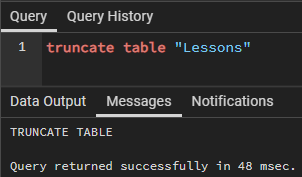 Query Query History
1 truncate table "Lessons"
Data Output Messages Notifications
TRUNCATE TABLE
Query returned successfully in 48 msec.